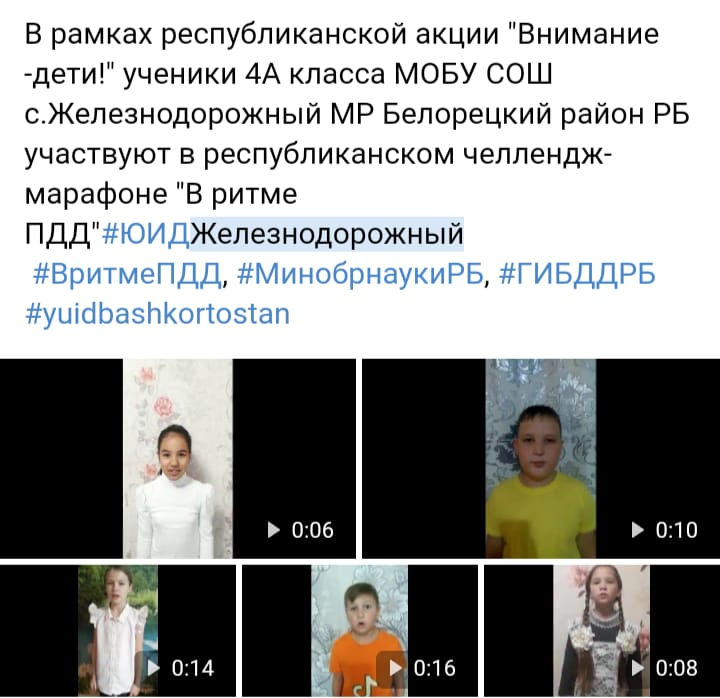 В рамках республиканской акции "Внимание
-дети!" ученики 4А класса МОБУ СОШ
с.Железнодорожный МР Белорецкий район РБ
участвуют в республиканском челлендж-
марафоне "В ритме
ПДД"#ЮИДЖелезнодорожный
#ВритмеПДД, #МинобрнаукиРБ, #ГИБДДРБ
#yuidbashkortostan
0:06
0:10
0:14
0:16
0:08